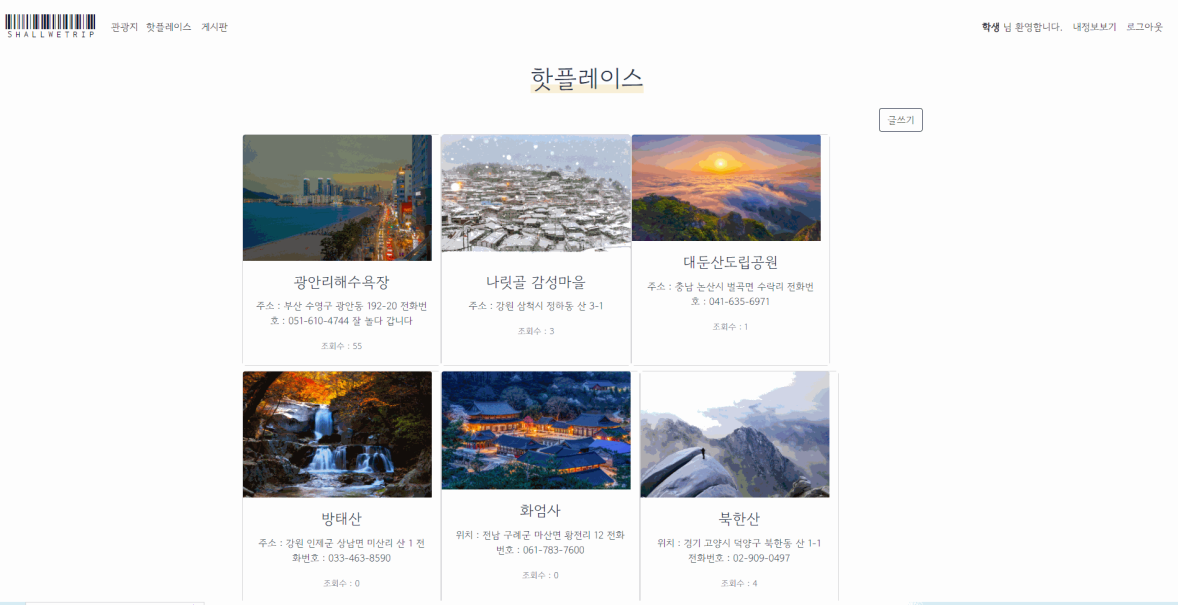 SHALLWETRIP
관광지 핫플레이스 게시판
학생 님 환영합니다. 내정보보기 로그아웃
핫플레이스
글쓰기
광안리해수욕장
주소 : 부산 수영구 광안동 192-20 전화번
호 : 051-610-4744 잘 놀다 갑니다
조회수 : 55
나릿골 감성마을
주소 : 강원 삼척시 정하동 산 3-1
조회수 : 3
대둔산도립공원
주소 : 충남 논산시 벌곡면 수락리 전화번
호 : 041-635-6971
조회수 : 1
방태산
주소 : 강원 인제군 상남면 미산리 산 1 전
화번호 : 033-463-8590
조회수 : 0
화엄사
위치 : 전남 구례군 마산면 황전리 12 전화
번호 : 061-783-7600
조회수 : 0
북한산
위치 : 경기 고양시 덕양구 북한동 산 1-1
전화번호 : 02-909-0497
조회수 : 4